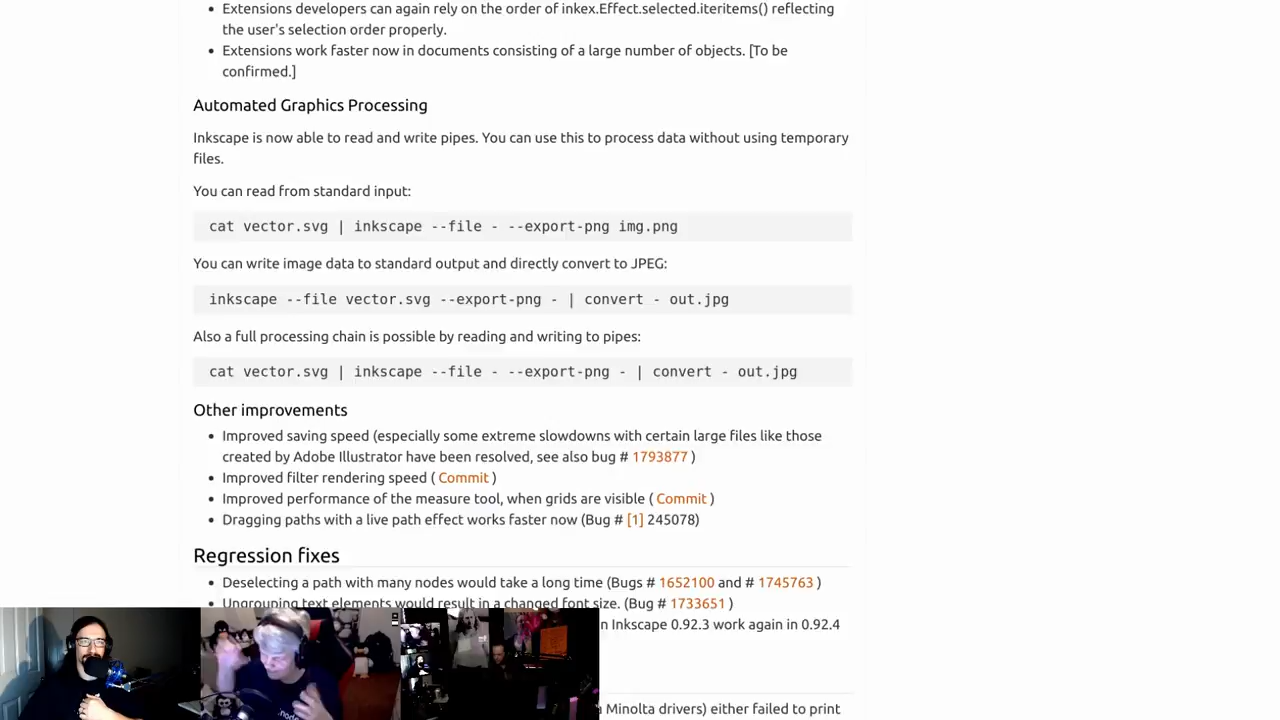 Extensions developers can again rely on the order of inkex.Effect.selected.iteritems() reflecting
the user's selection order properly.
Extensions work faster now in documents consisting of a large number of objects. [To be
confirmed.]
Automated Graphics Processing
Inkscape is now able to read and write pipes. You can use this to process data without using temporary
files.
You can read from standard input:
cat vector.svg | inkscape --file - --export-png img.png
You can write image data to standard output and directly convert to JPEG:
inkscape --file vector.svg --export-png - | convert - out.jpg
Also a full processing chain is possible by reading and writing to pipes:
cat vector.svg | inkscape --file - --export-png - | convert - out.jpg
Other improvements
Improved saving speed (especially some extreme slowdowns with certain large files like those
created by Adobe Illustrator have been resolved, see also bug # 1793877 )
Improved filter rendering speed ( Commit )
Improved performance of the measure tool, when grids are visible ( Commit )
Dragging paths with a live path effect works faster now (Bug # [1] 245078)
Regression fixes
Deselecting a path with many nodes would take a long time (Bugs # 1652100 and # 1745763 )
Ungrouping text elements would result in a changed font size. (Bug # 1733651 )
n Inkscape 0.92.3 work again in 0.92.4
Minolta drivers) either failed to print